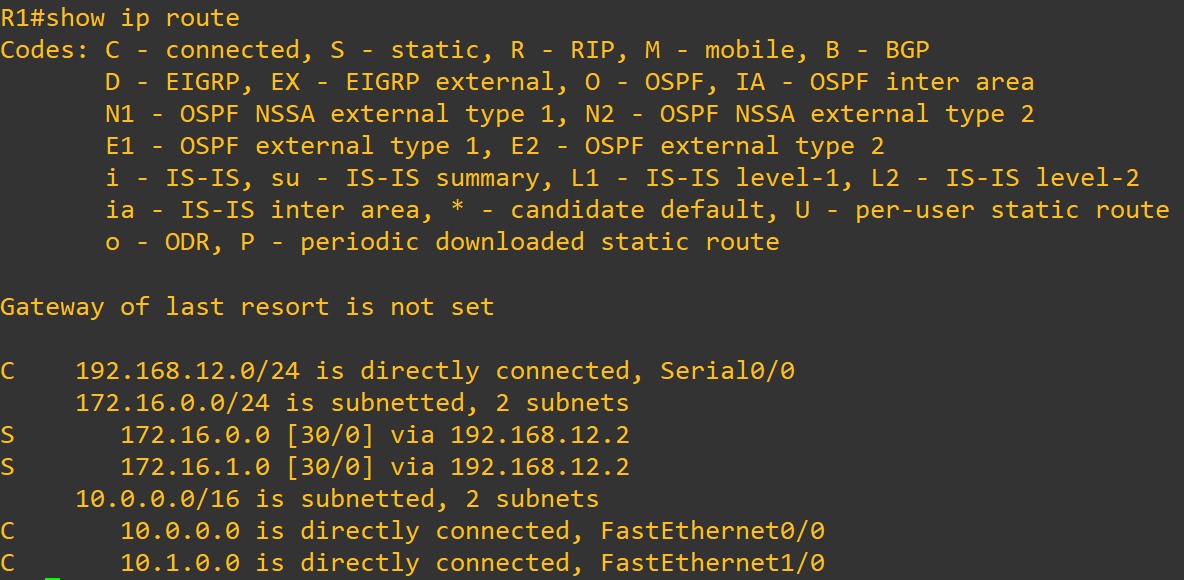 R1#show ip route
Codes: C - connected, S - static, R - RIP, M - mobile, B - BGP
       D - EIGRP, EX - EIGRP external, O - OSPF, IA - OSPF inter area
       N1 - OSPF NSSA external type 1, N2 - OSPF NSSA external type 2
       E1 - OSPF external type 1, E2 - OSPF external type 2
       i - IS-IS, su - IS-IS summary, L1 - IS-IS level-1, L2 - IS-IS level-2
       ia - IS-IS inter area, * - candidate default, U - per-user static route
       o - ODR, P - periodic downloaded static route

Gateway of last resort is not set

C    192.168.12.0/24 is directly connected, Serial0/0
     172.16.0.0/24 is subnetted, 2 subnets
S       172.16.0.0 [30/0] via 192.168.12.2
S       172.16.1.0 [30/0] via 192.168.12.2
     10.0.0.0/16 is subnetted, 2 subnets
C       10.0.0.0 is directly connected, FastEthernet0/0
C       10.1.0.0 is directly connected, FastEthernet1/0